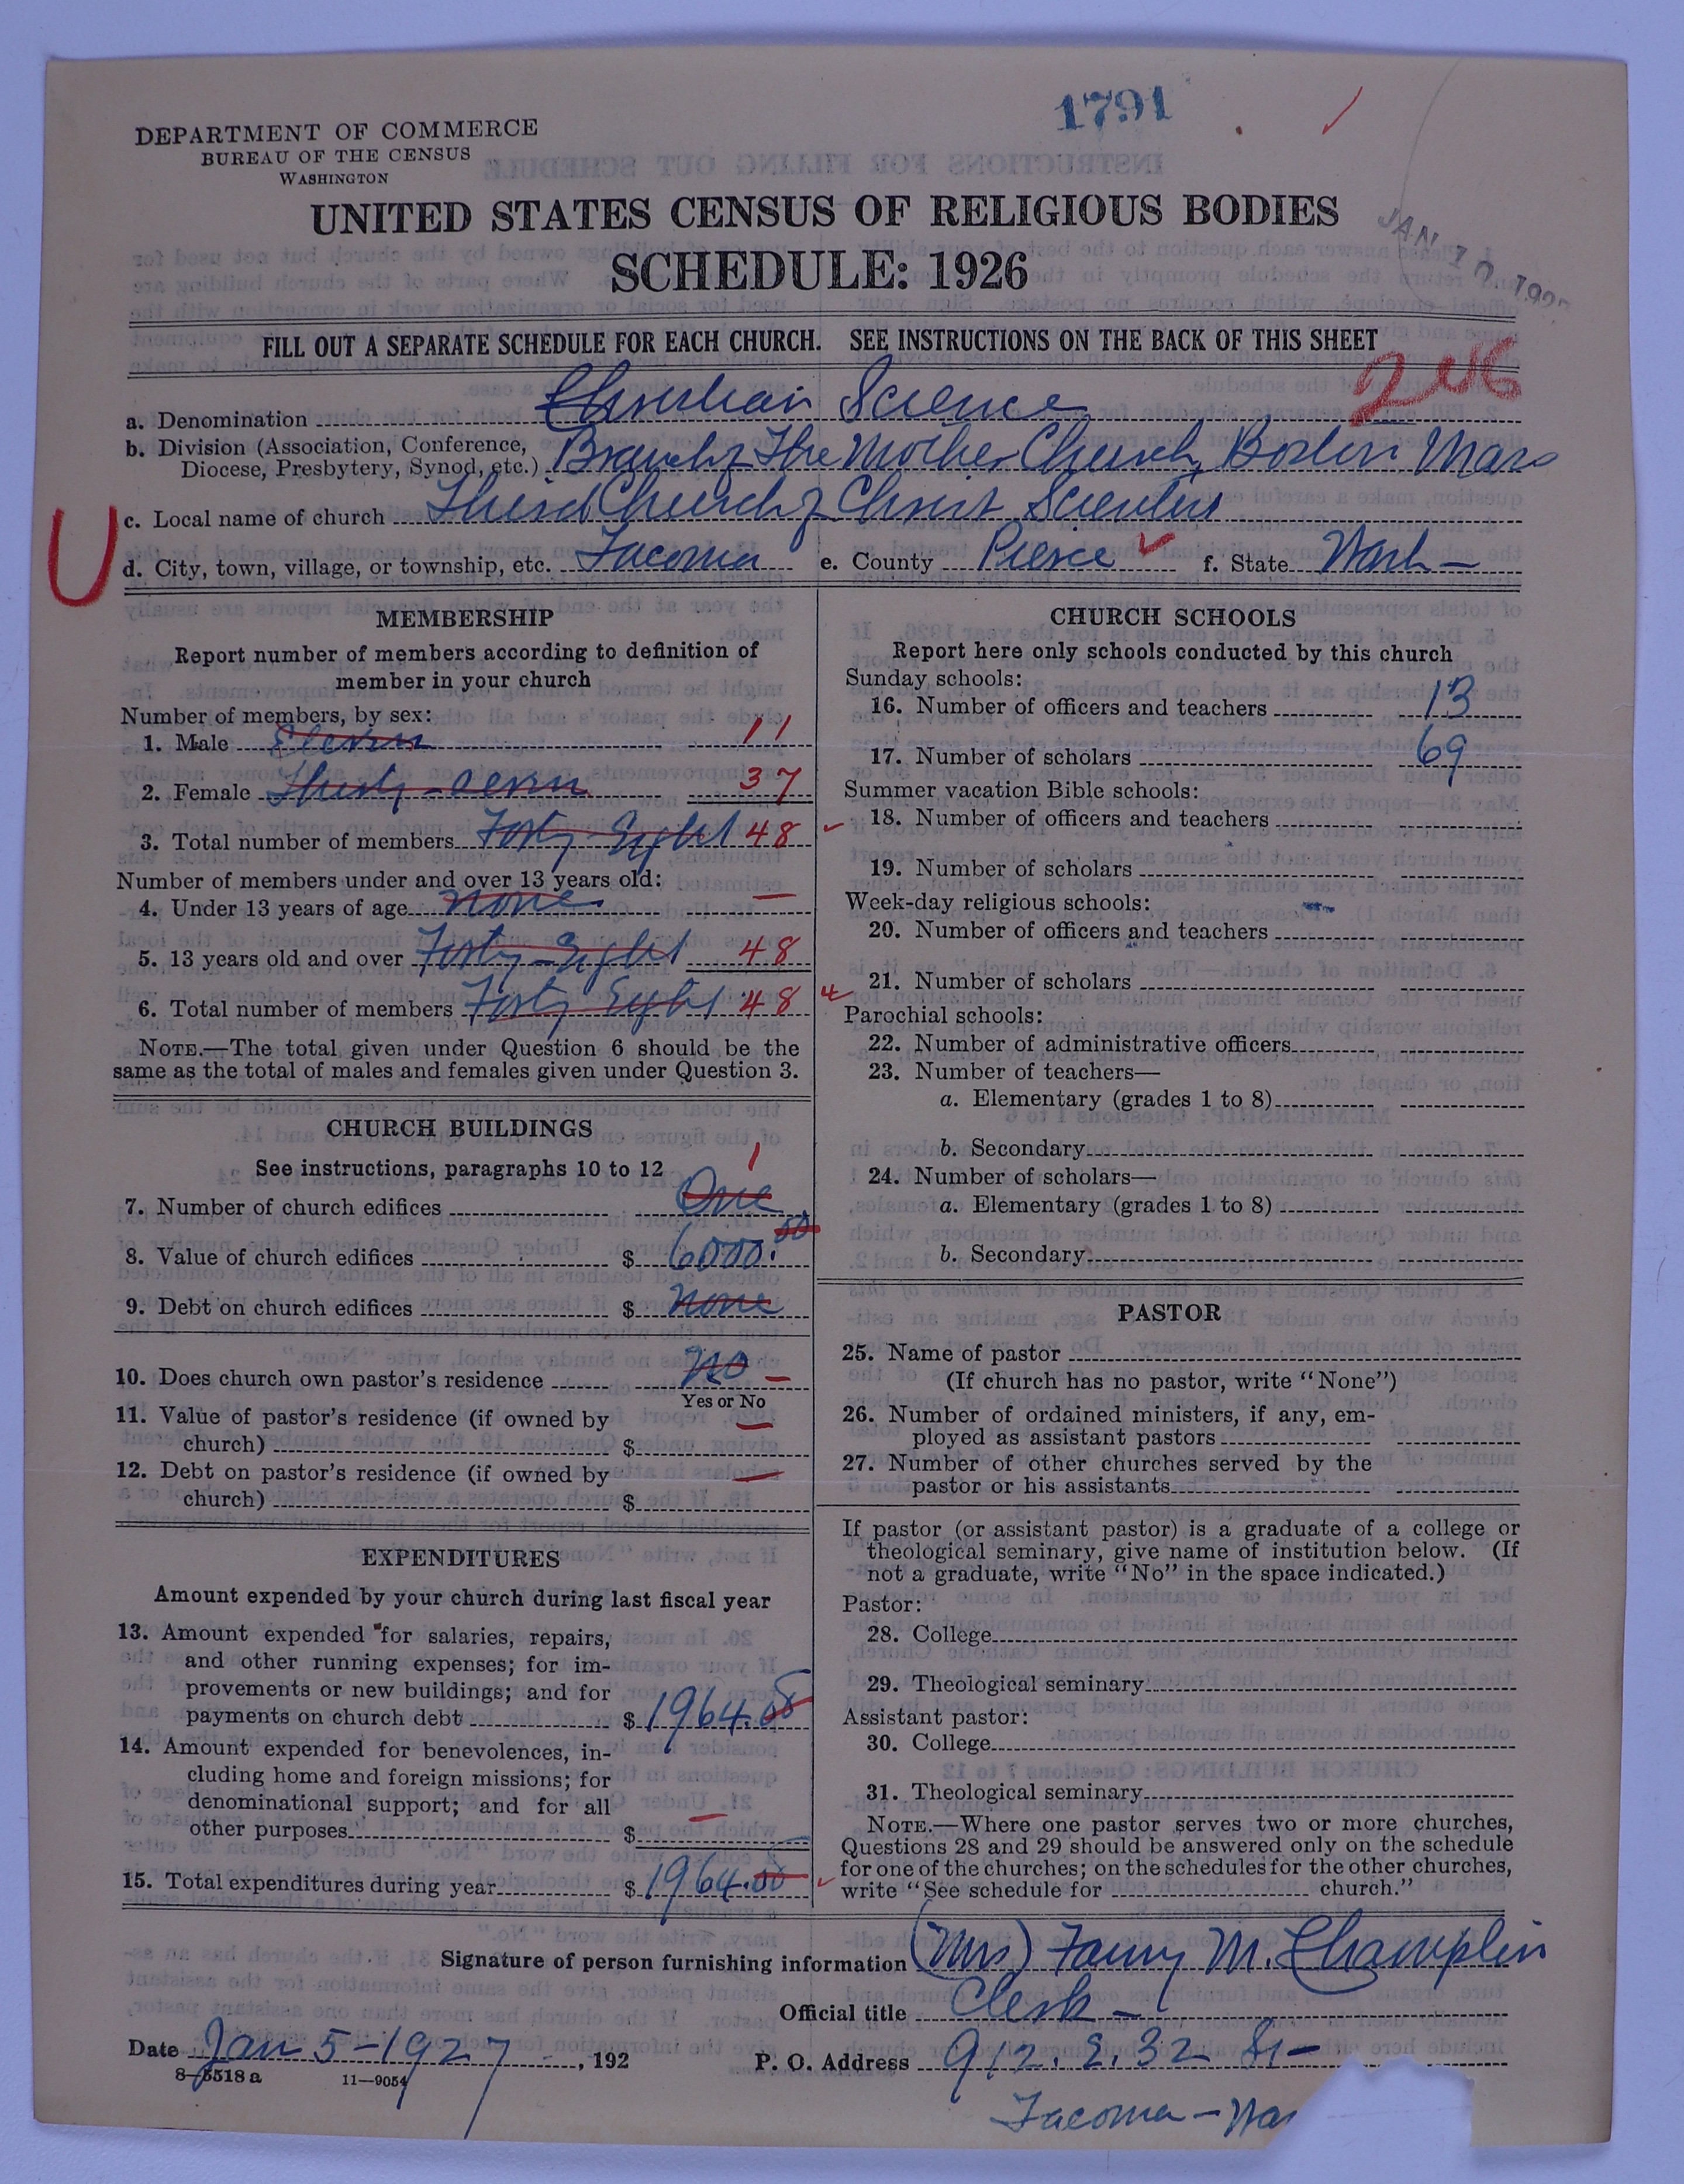 1791
DEPARTMENT OF COMMERCE
BUREAU OF THE CENSUS
WASHINGTON
UNITED STATES CENSUS OF RELIGIOUS BODIES
SCHEDULE: 1926
JAN 10
FILL OUT A SEPARATE SCHEDULE FOR EACH CHURCH. SEE INSTRUCTIONS ON THE BACK OF THIS SHEET
a. Denomination Christian Science
b. Division (Association, Conference,
Diocese, Presbytery, Synod, etc.) Branch of The Mother Church, Boston Mass
U
c. Local name of church Third Church of Christ Scientist
d. City, town, village, or township, etc. Tacoma e. County Pierce f. State Wash-
MEMBERSHIP
Report number of members according to definition of
member in your church
Number of members, by sex:
1. Male Eleven 11
2. Female Thirty-seven 37
3. Total number of members Forty-Eight 48
Number of members under and over 13 years old:
4. Under 13 years of age none —
5. 13 years old and over Forty-Eight 48
6. Total number of members Forty Eight 48
NOTE.—The total given under Question 6 should be the
same as the total of males and females given under Question 3.
CHURCH BUILDINGS
See instructions, paragraphs 10 to 12
1
7. Number of church edifices One
8. Value of church edifices $ 6000.00
9. Debt on church edifices $ none
10. Does church own pastor's residence No —
Yes or No
11. Value of pastor's residence (if owned by
church) $ —
12. Debt on pastor's residence (if owned by
church) $ —
EXPENDITURES
Amount expended by your church during last fiscal year
13. Amount expended for salaries, repairs,
and other running expenses; for im-
provements or new buildings; and for
payments on church debt $ 1964.00
14. Amount expended for benevolences, in-
cluding home and foreign missions; for
denominational support; and for all
other purposes $ —
15. Total expenditures during year $ 1964.00
CHURCH SCHOOLS
Report here only schools conducted by this church
Sunday schools:
16. Number of officers and teachers 13
17. Number of scholars 69
Summer vacation Bible schools:
18. Number of officers and teachers
19. Number of scholars
Week-day religious schools:
20. Number of officers and teachers
21. Number of scholars
Parochial schools:
22. Number of administrative officers
23. Number of teachers—
a. Elementary (grades 1 to 8)
b. Secondary
24. Number of scholars—
a. Elementary (grades 1 to 8)
b. Secondary
PASTOR
25. Name of pastor
(If church has no pastor, write "None")
26. Number of ordained ministers, if any, em-
ployed as assistant pastors
27. Number of other churches served by the
pastor or his assistants
If pastor (or assistant pastor) is a graduate of a college or
theological seminary, give name of institution below. (If
not a graduate, write "No" in the space indicated.)
Pastor:
28. College
29. Theological seminary
Assistant pastor:
30. College
31. Theological seminary
NOTE.—Where one pastor serves two or more churches,
Questions 28 and 29 should be answered only on the schedule
for one of the churches; on the schedules for the other churches,
write "See schedule for church."
Signature of person furnishing information (Mrs) Fanny M. Champlin
Official title Clerk-
Date Jan 5-1927, 192 P. O. Address 912. E. 32 St-
8-5518a 11-9054
Tacoma-Was